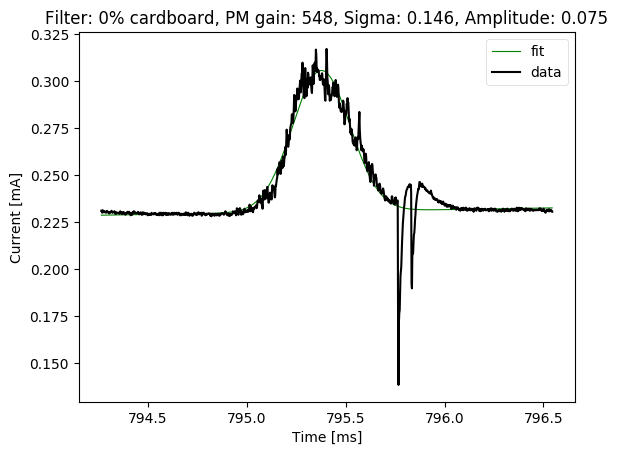 Filter: 0% cardboard, PM gain: 548, Sigma: 0.146, Amplitude: 0.075
0.325
0.300
0.275
0.250
0.225
0.200
0.175
0.150
Current [mA]
fit
data
794.5 795.0 795.5 796.0 796.5
Time [ms]